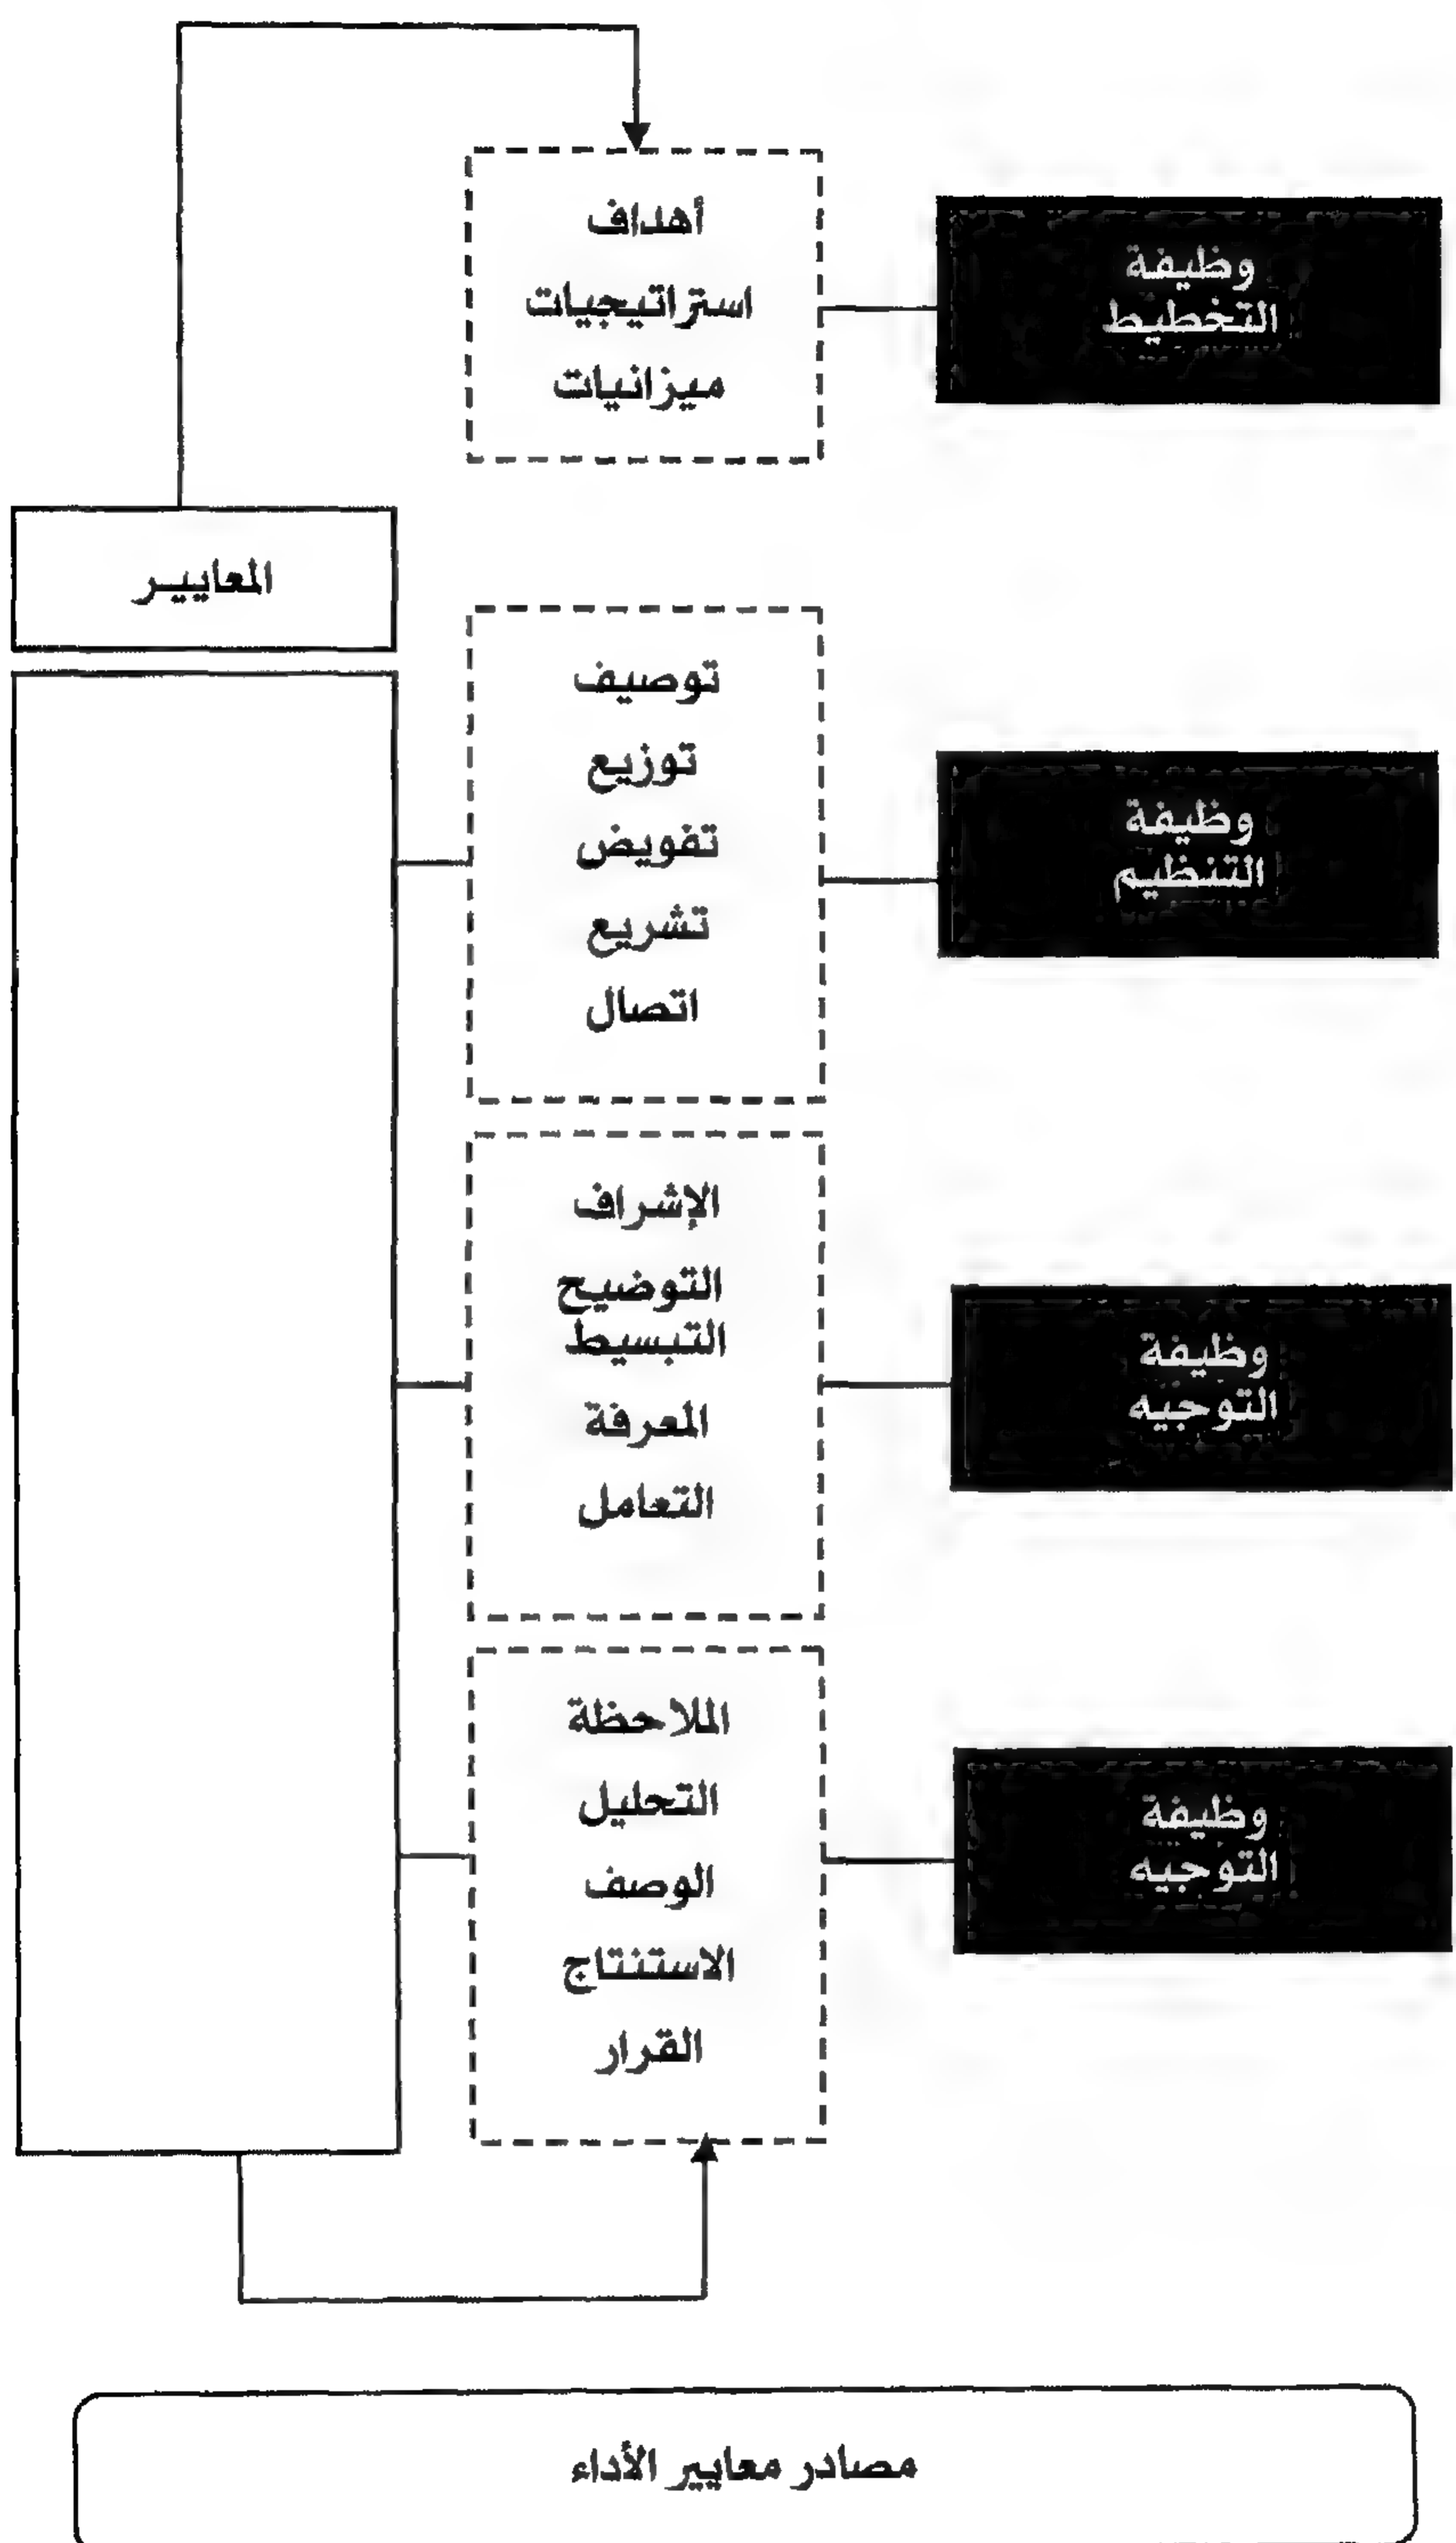 وظيفة
التخطيط
أهداف
استراتيجيات
ميزانيات
المعاييـر
وظيفة
التنظيم
توصيف
توزيع
تفويض
تشريع
اتصال
وظيفة
التوجيه
الإشراف
التوضيح
التبسيط
المعرفة
التعامل
وظيفة
التوجيه
الملاحظة
التحليل
الوصف
الاستنتاج
القرار
مصادر معايير الأداء